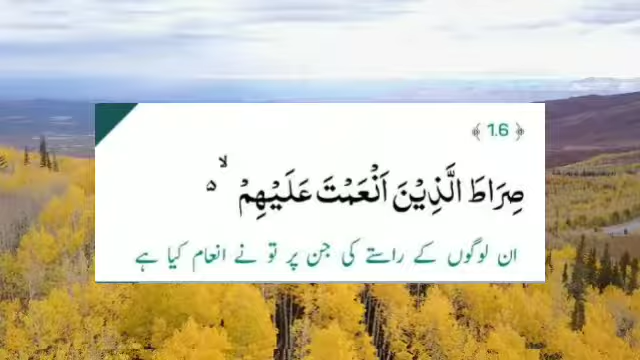 ﴿ 1.6 ﴾
صِرَاطَ الَّذِیْنَ اَنْعَمْتَ عَلَیْهِمْ ۙ۵
ان لوگوں کے راستے کی جن پر تو نے انعام کیا ہے